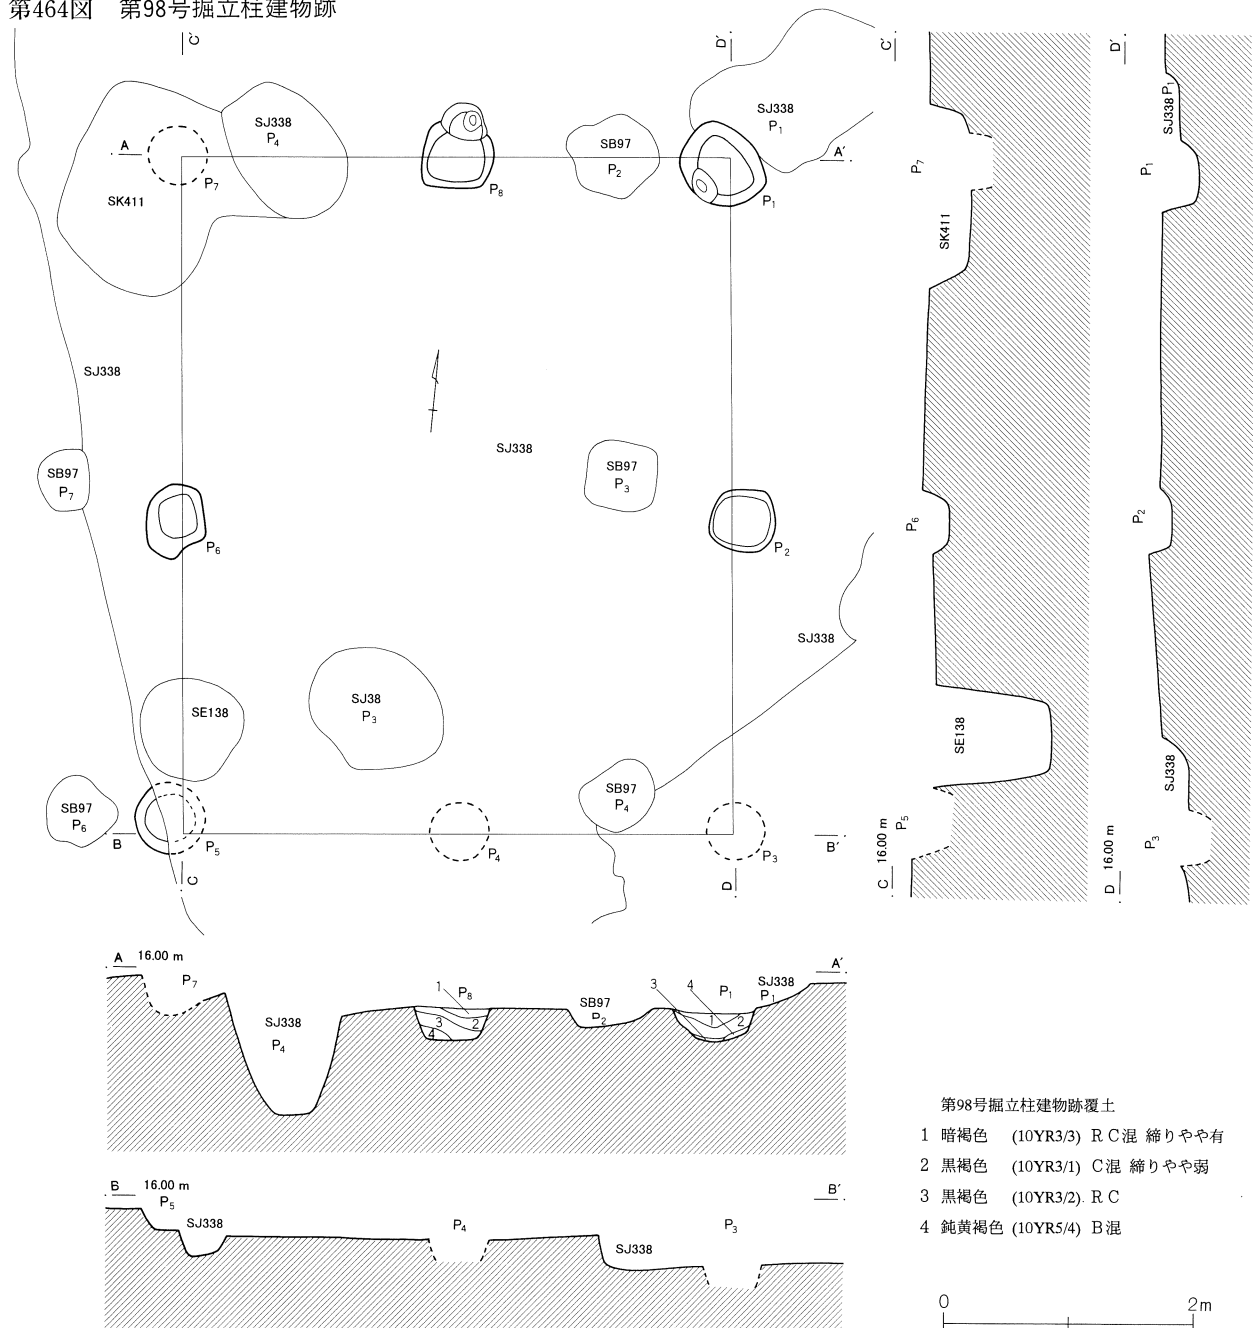 第464図 第98号掘立柱建物跡
C′
D′
SJ338
P4
SJ338
P1
A
SB97
P2
A′
P7
P8
P1
SK411
SJ338
SJ338
SB97
P7
SB97
P3
P6
P2
SJ338
SE138
SJ38
P3
SB97
P6
SB97
P4
B
P5
P4
P3
B′
C
D
C′
P7
SK411
P6
SE138
P5
C 16.00 m
D′
SJ338 P1
P1
P2
SJ338
P3
D 16.00 m
A 16.00 m
A′
P7
SJ338
P4
1 P8
3 2
4
SB97
P2
3 4 P1
1 2
SJ338
P1
B 16.00 m
B′
P5
SJ338
P4
SJ338
P3
第98号掘立柱建物跡覆土
1 暗褐色 (10YR3/3) RC混 締りやや有
2 黒褐色 (10YR3/1) C混 締りやや弱
3 黒褐色 (10YR3/2) RC
4 鈍黄褐色 (10YR5/4) B混
0 2m